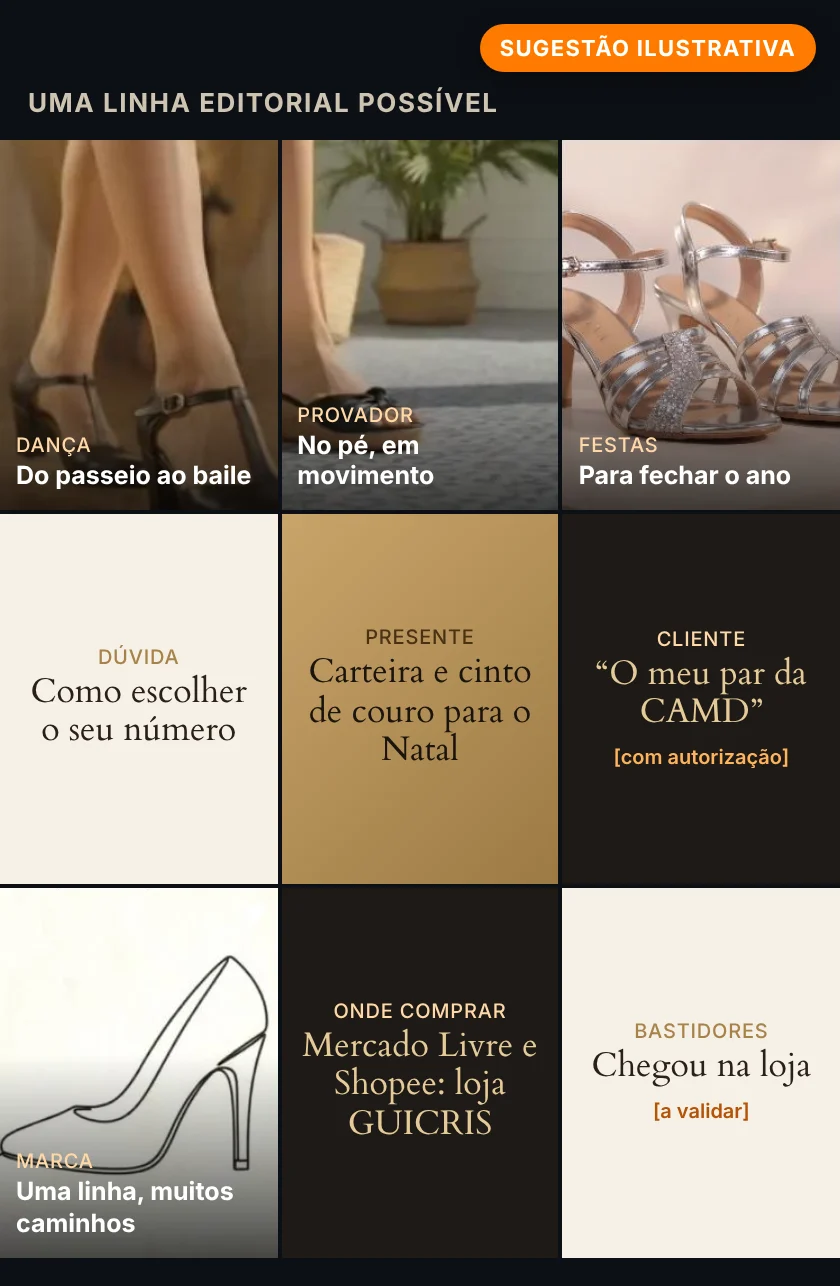 SUGESTÃO ILUSTRATIVA
UMA LINHA EDITORIAL POSSÍVEL
DANÇA
Do passeio ao baile
PROVADOR
No pé, em
movimento
FESTAS
Para fechar o ano
DÚVIDA
Como escolher
o seu número
PRESENTE
Carteira e cinto
de couro para o
Natal
CLIENTE
“O meu par da
CAMD”
[com autorização]
MARCA
Uma linha, muitos
caminhos
ONDE COMPRAR
Mercado Livre e
Shopee: loja
GUICRIS
BASTIDORES
Chegou na loja
[a validar]